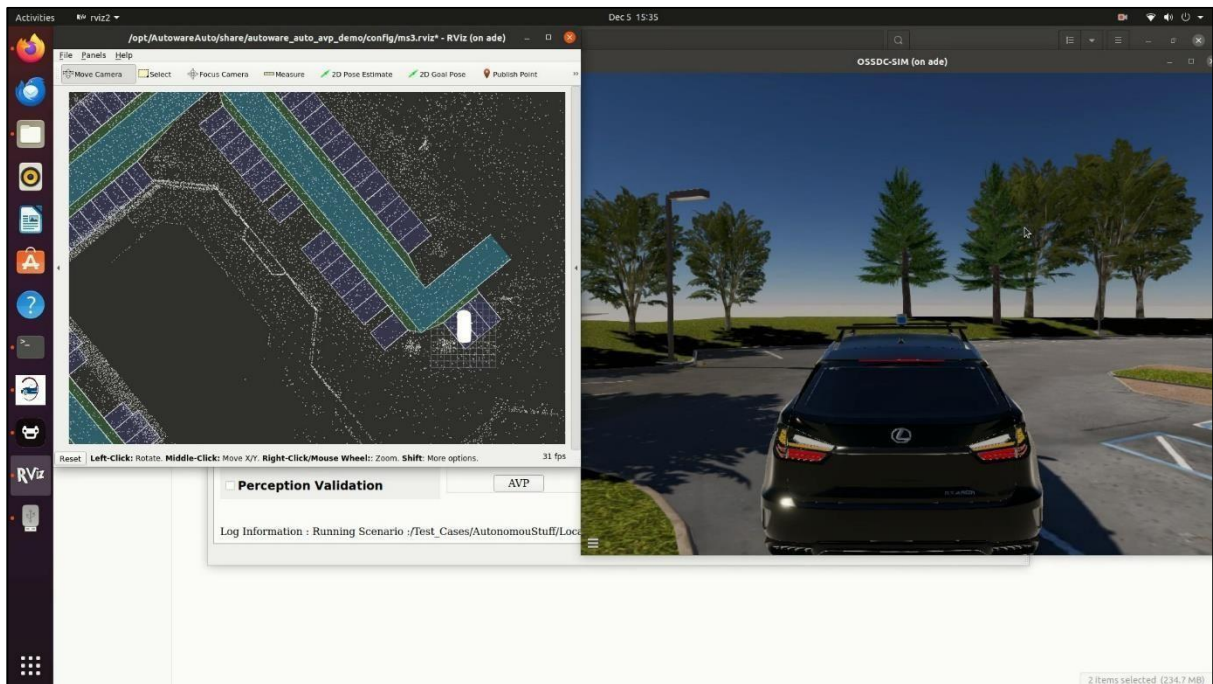 Activities
rviz2
Dec 5 15:35
/opt/AutowareAuto/share/autoware_auto_avp_demo/config/ms3.rviz* - RViz (on ade)
File Panels Help
Move Camera Select Focus Camera Measure 2D Pose Estimate 2D Goal Pose Publish Point
OSSDC-SIM (on ade)
Reset Left-Click: Rotate. Middle-Click: Move X/Y. Right-Click/Mouse Wheel:: Zoom. Shift: More options. 31 fps
RViz
Perception Validation
AVP
Log Information : Running Scenario :/Test_Cases/AutonomouStuff/Loca
2 items selected (234.7 MB)